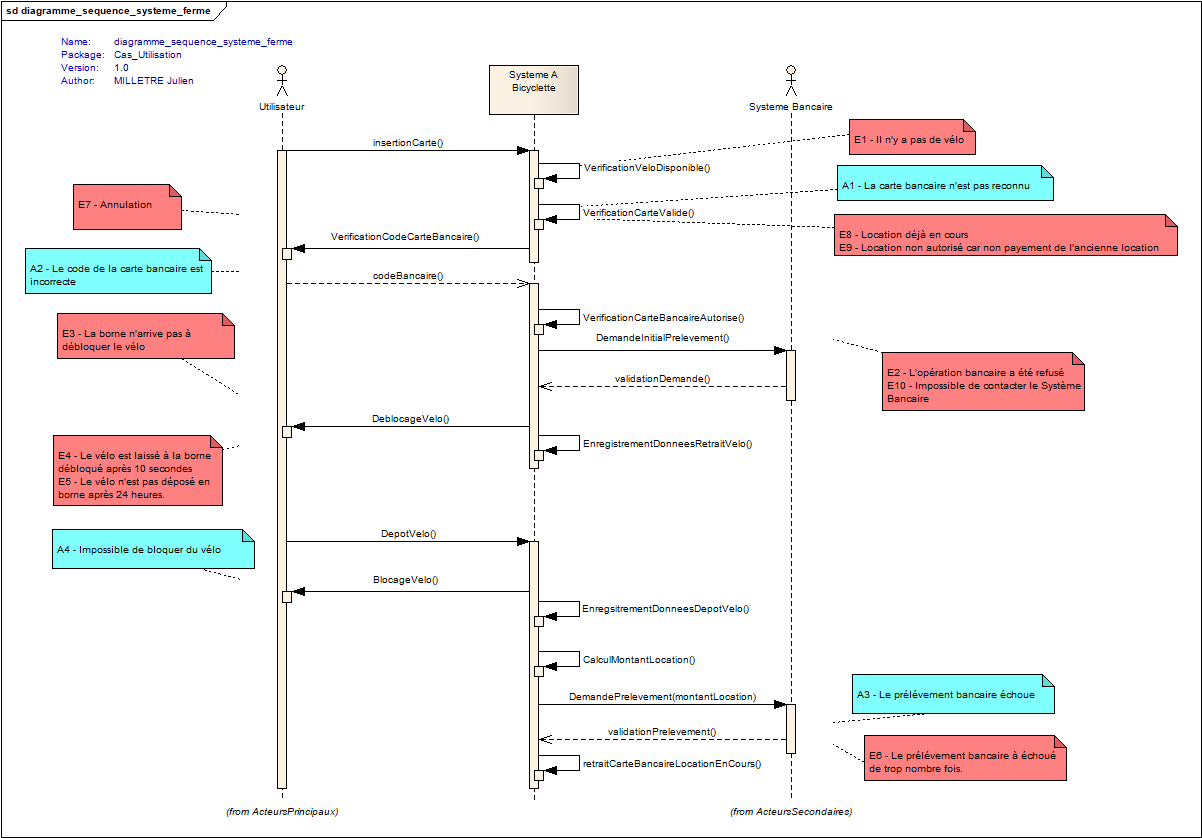 sd diagramme_sequence_systeme_ferme
Name: diagramme_sequence_systeme_ferme
Package: Cas_Utilisation
Version: 1.0
Author: MILLETRE Julien
Utilisateur
Systeme A
Bicyclette
Systeme Bancaire
E1 - Il n'y a pas de vélo
insertionCarte()
VerificationVeloDisponible()
A1 - La carte bancaire n'est pas reconnu
E7 - Annulation
VerificationCarteValide()
E8 - Location déjà en cours
E9 - Location non autorisé car non payement de l'ancienne location
VerificationCodeCarteBancaire()
A2 - Le code de la carte bancaire est
incorrecte
codeBancaire()
VerificationCarteBancaireAutorise()
E3 - La borne n'arrive pas à
débloquer le vélo
DemandeInitialPrelevement()
E2 - L'opération bancaire a été refusé
E10 - Impossible de contacter le Système
Bancaire
validationDemande()
DeblocageVelo()
EnregistrementDonneesRetraitVelo()
E4 - Le vélo est laissé à la borne
débloqué après 10 secondes
E5 - Le vélo n'est pas déposé en
borne après 24 heures.
DepotVelo()
A4 - Impossible de bloquer du vélo
BlocageVelo()
EnregsitrementDonneesDepotVelo()
CalculMontantLocation()
A3 - Le prélévement bancaire échoue
DemandePrelevement(montantLocation)
validationPrelevement()
E6 - Le prélévement bancaire à échoué
de trop nombre fois.
retraitCarteBancaireLocationEnCours()
(from ActeursPrincipaux)
(from ActeursSecondaires)